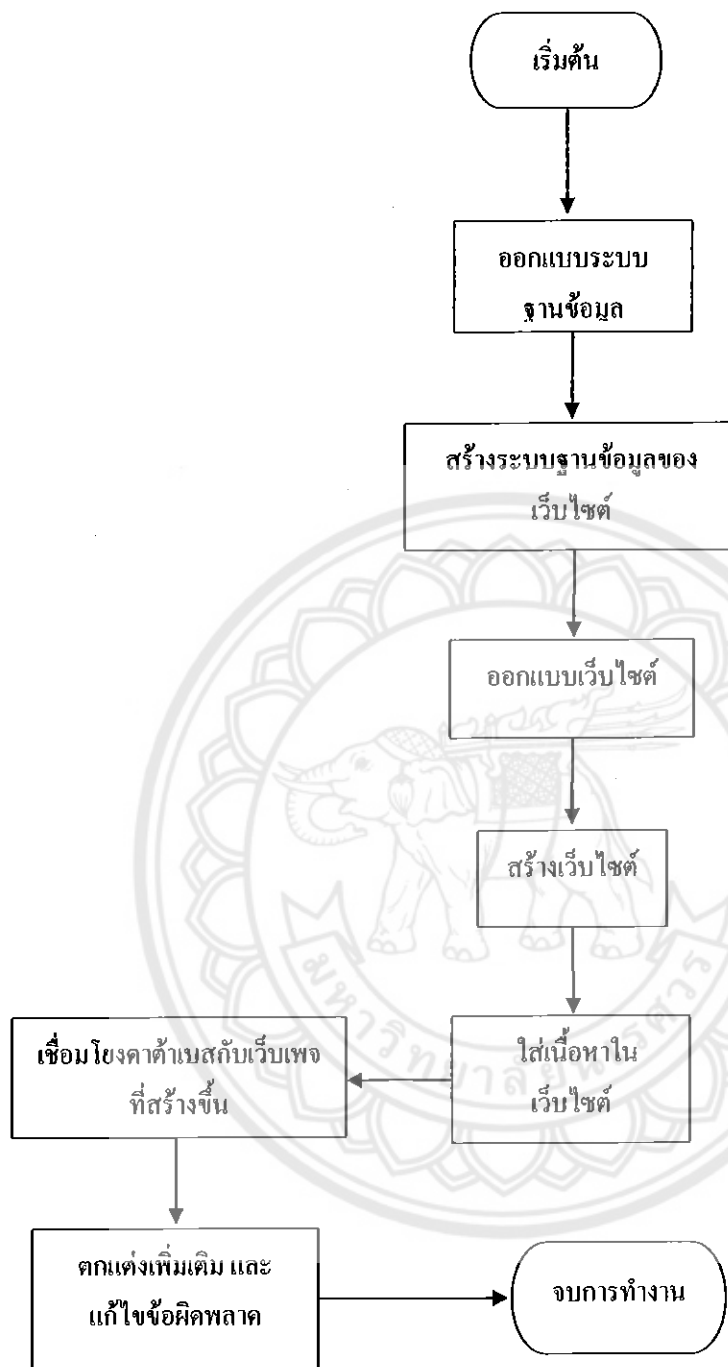 เริ่มต้น
ออกแบบระบบ
ฐานข้อมูล
สร้างระบบฐานข้อมูลของ
เว็บไซต์
ออกแบบเว็บไซต์
สร้างเว็บไซต์
ใส่เนื้อหาใน
เว็บไซต์
เชื่อมโยงดาต้าเบสกับเว็บเพจ
ที่สร้างขึ้น
ตกแต่งเพิ่มเติม และ
แก้ไขข้อผิดพลาด
จบการทำงาน